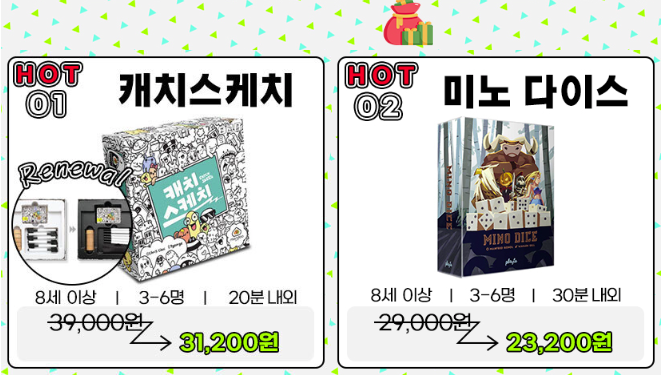 HOT
01
캐치스케치
Renewal
캐치
스케치
8세 이상 | 3-6명 | 20분 내외
39,000원
31,200원
HOT
02
미노 다이스
MINO DICE
MINO DICE
8세 이상 | 3-6명 | 30분 내외
29,000원
23,200원